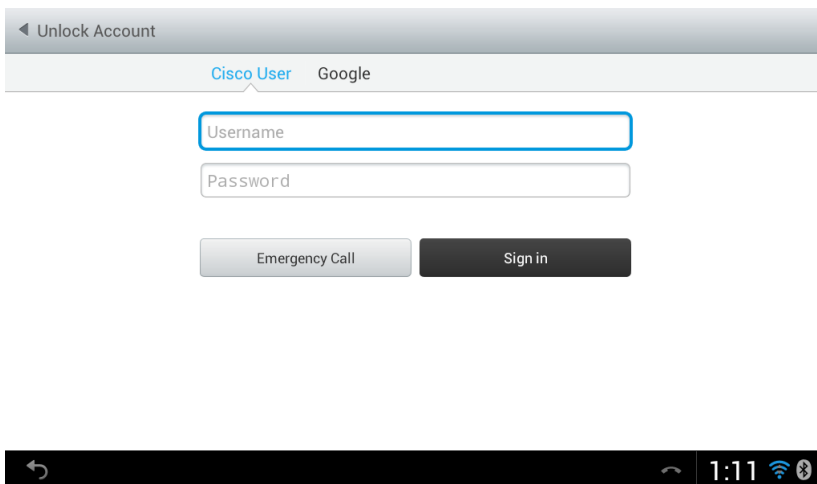 Unlock Account
Cisco User Google
Username
Password
Emergency Call Sign in
1:11